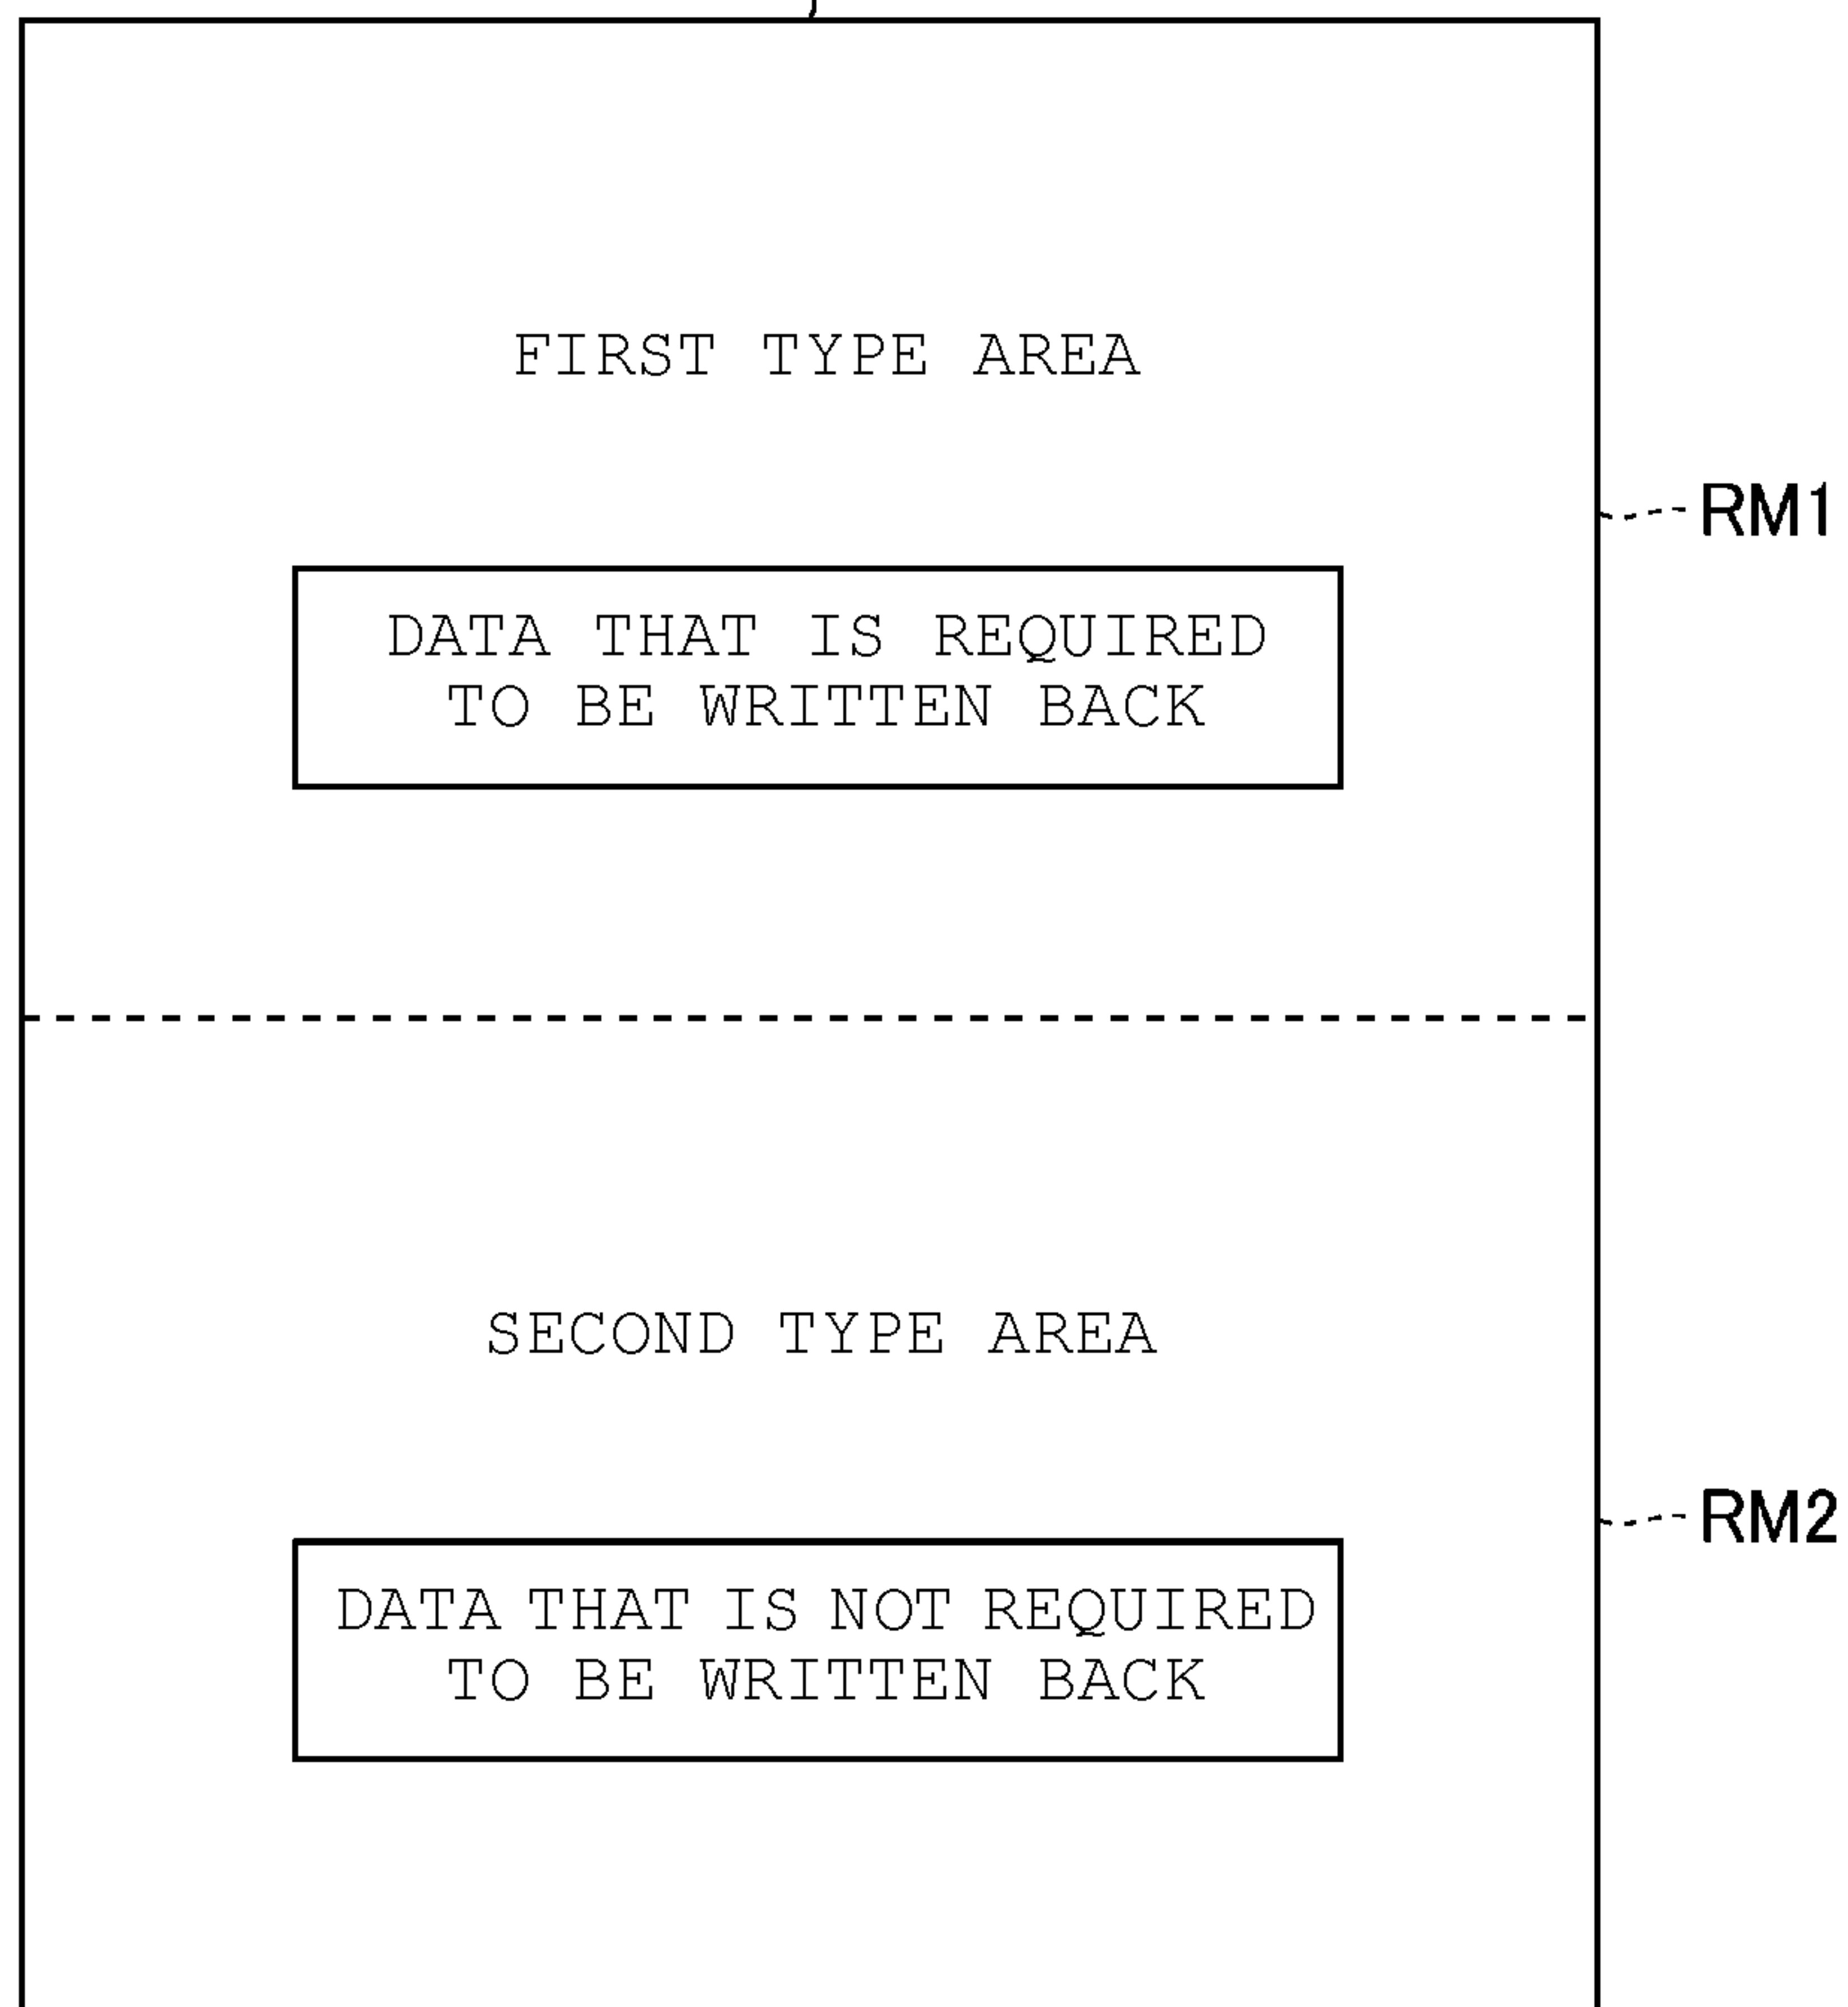 FIRST TYPE AREA
RM1
DATA THAT IS REQUIRED
TO BE WRITTEN BACK
SECOND TYPE AREA
RM2
DATA THAT IS NOT REQUIRED
TO BE WRITTEN BACK